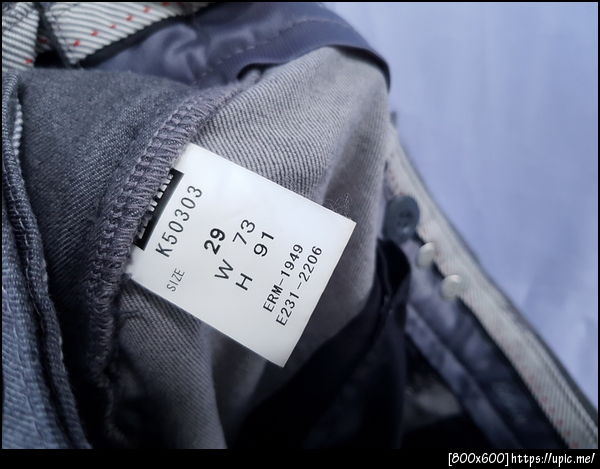 K50303
SIZE 29
W 73
H 91
ERM-1949
E231-2206
[800x600] https://upic.me/